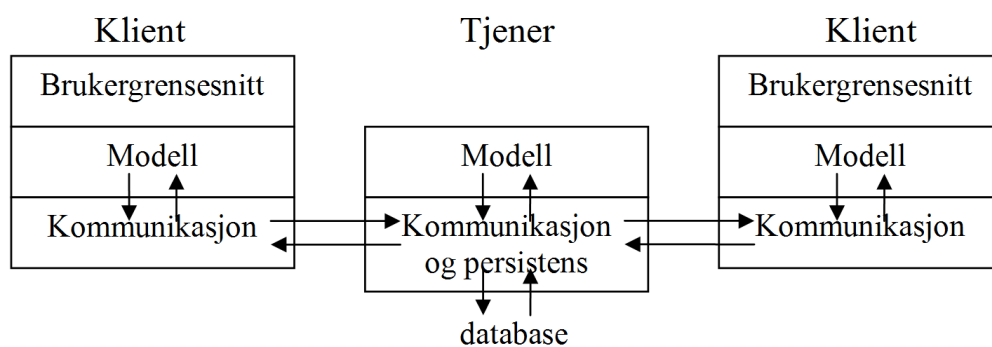 Klient
Tjener
Klient
Brukergrensesnitt
Modell
Kommunikasjon
Modell
Kommunikasjon
og persistens
database
Brukergrensesnitt
Modell
Kommunikasjon